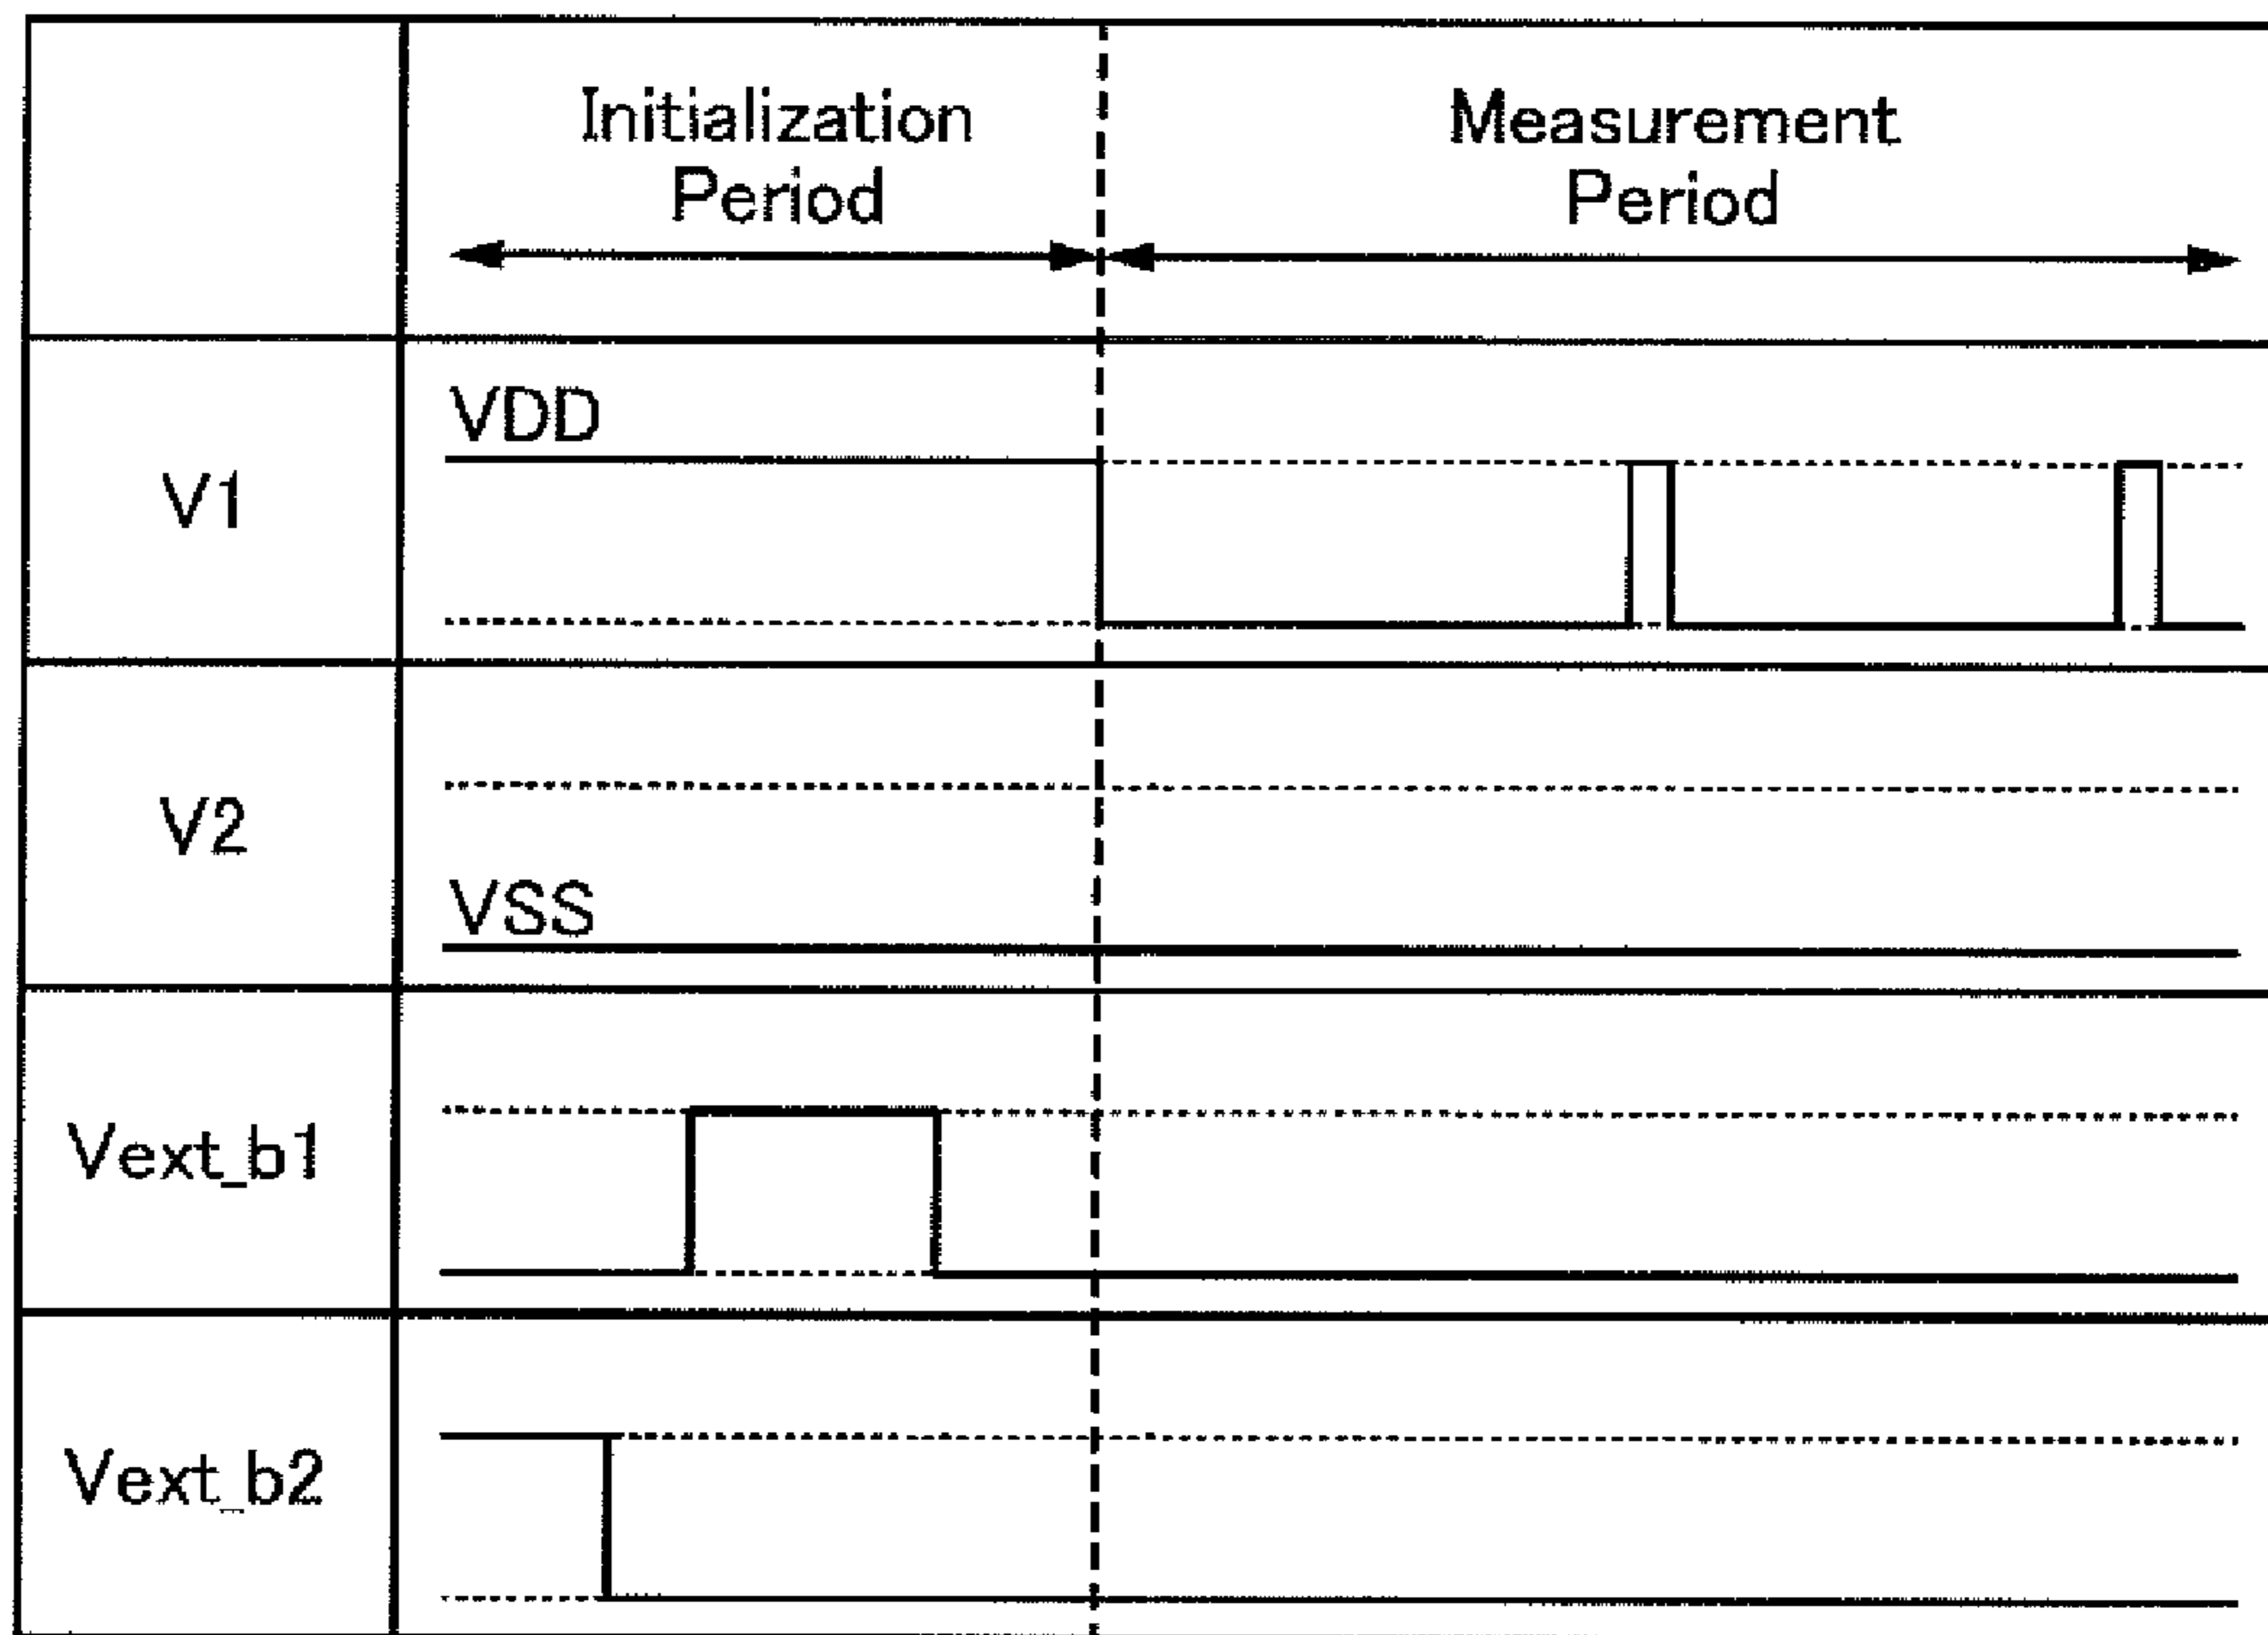 Initialization
Period
Measurement
Period
V1
VDD
V2
VSS
Vext_b1
Vext_b2